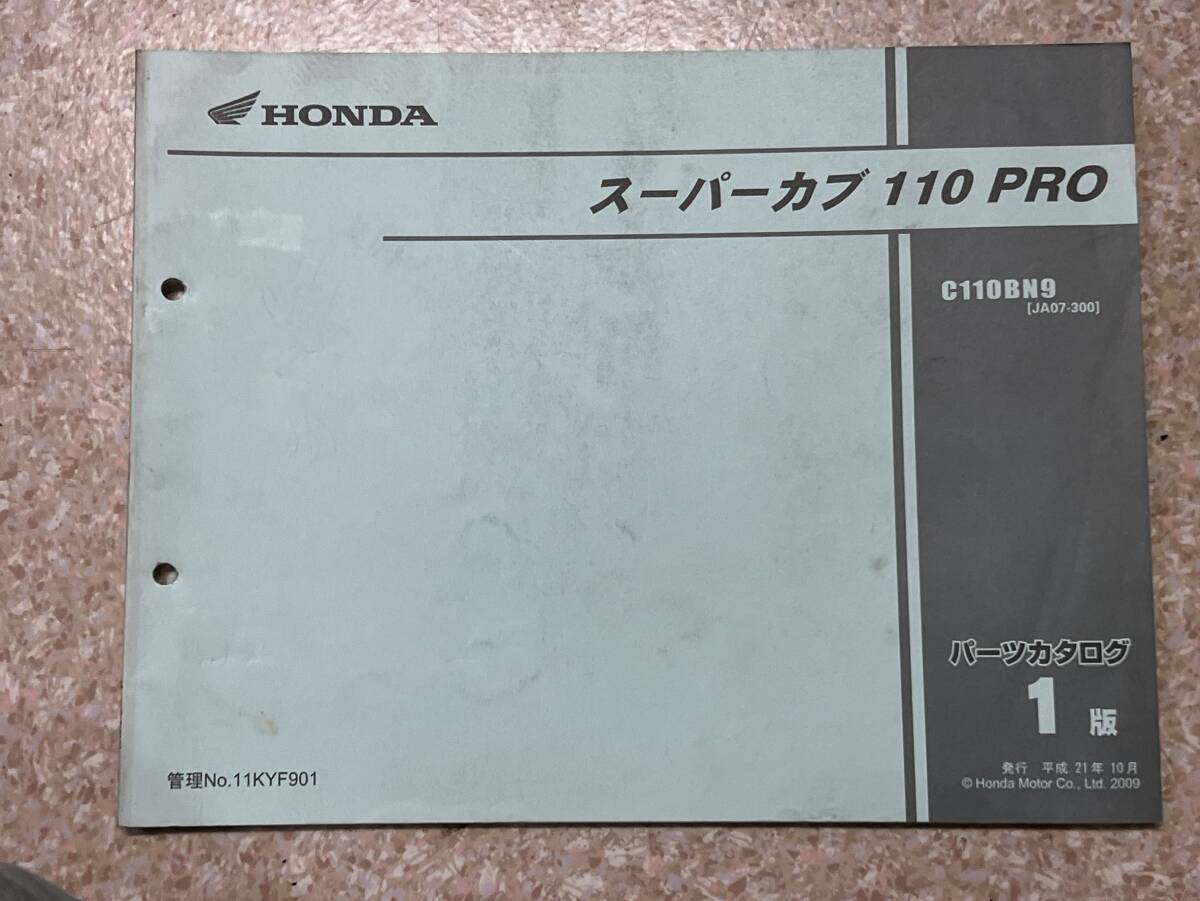 HONDA
スーパーカブ 110 PRO
C110BN9
[JA07-300]
パーツカタログ
1 版
管理No.11KYF901
発行 平成 21年 10月
© Honda Motor Co., Ltd. 2009